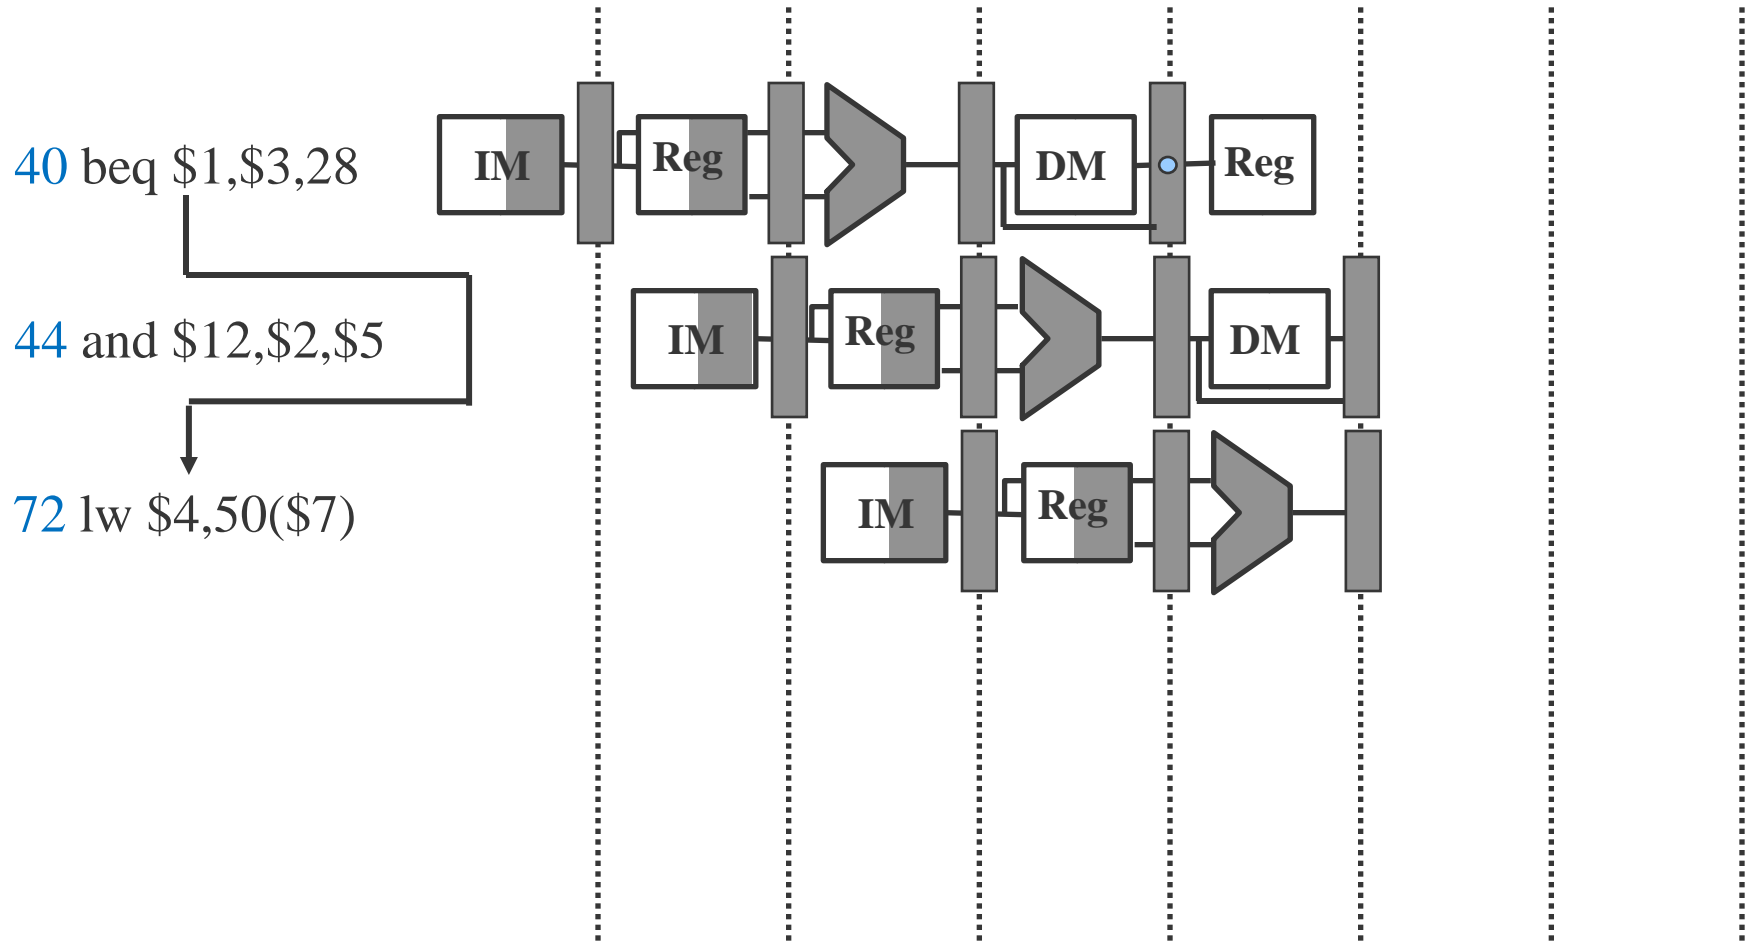 40 beq $1,$3,28 IM Reg DM Reg
44 and $12,$2,$5 IM Reg DM
72 lw $4,50($7) IM Reg